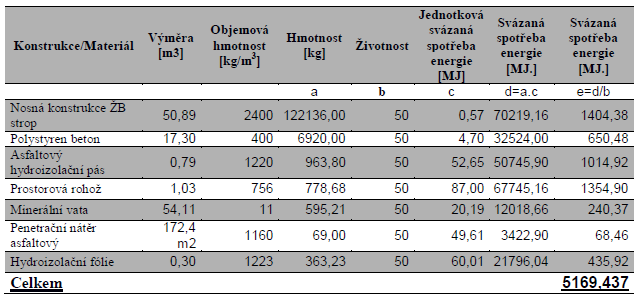 Konstrukce/Materiál Výměra [m3] Objemová hmotnost [kg/m³] Hmotnost [kg] Životnost Jednotková svázaná spotřeba energie [MJ] Svázaná spotřeba energie [MJ.] Svázaná spotřeba energie [MJ.]
a b c d=a.c e=d/b
Nosná konstrukce ŽB strop 50,89 2400 122136,00 50 0,57 70219,16 1404,38
Polystyren beton 17,30 400 6920,00 50 4,70 32524,00 650,48
Asfaltový hydroizolační pás 0,79 1220 963,80 50 52,65 50745,90 1014,92
Prostorová rohož 1,03 756 778,68 50 87,00 67745,16 1354,90
Minerální vata 54,11 11 595,21 50 20,19 12018,66 240,37
Penetrační nátěr asfaltový 172,4 m2 1160 69,00 50 49,61 3422,90 68,46
Hydroizolační fólie 0,30 1223 363,23 50 60,01 21796,04 435,92
Celkem 5169.437